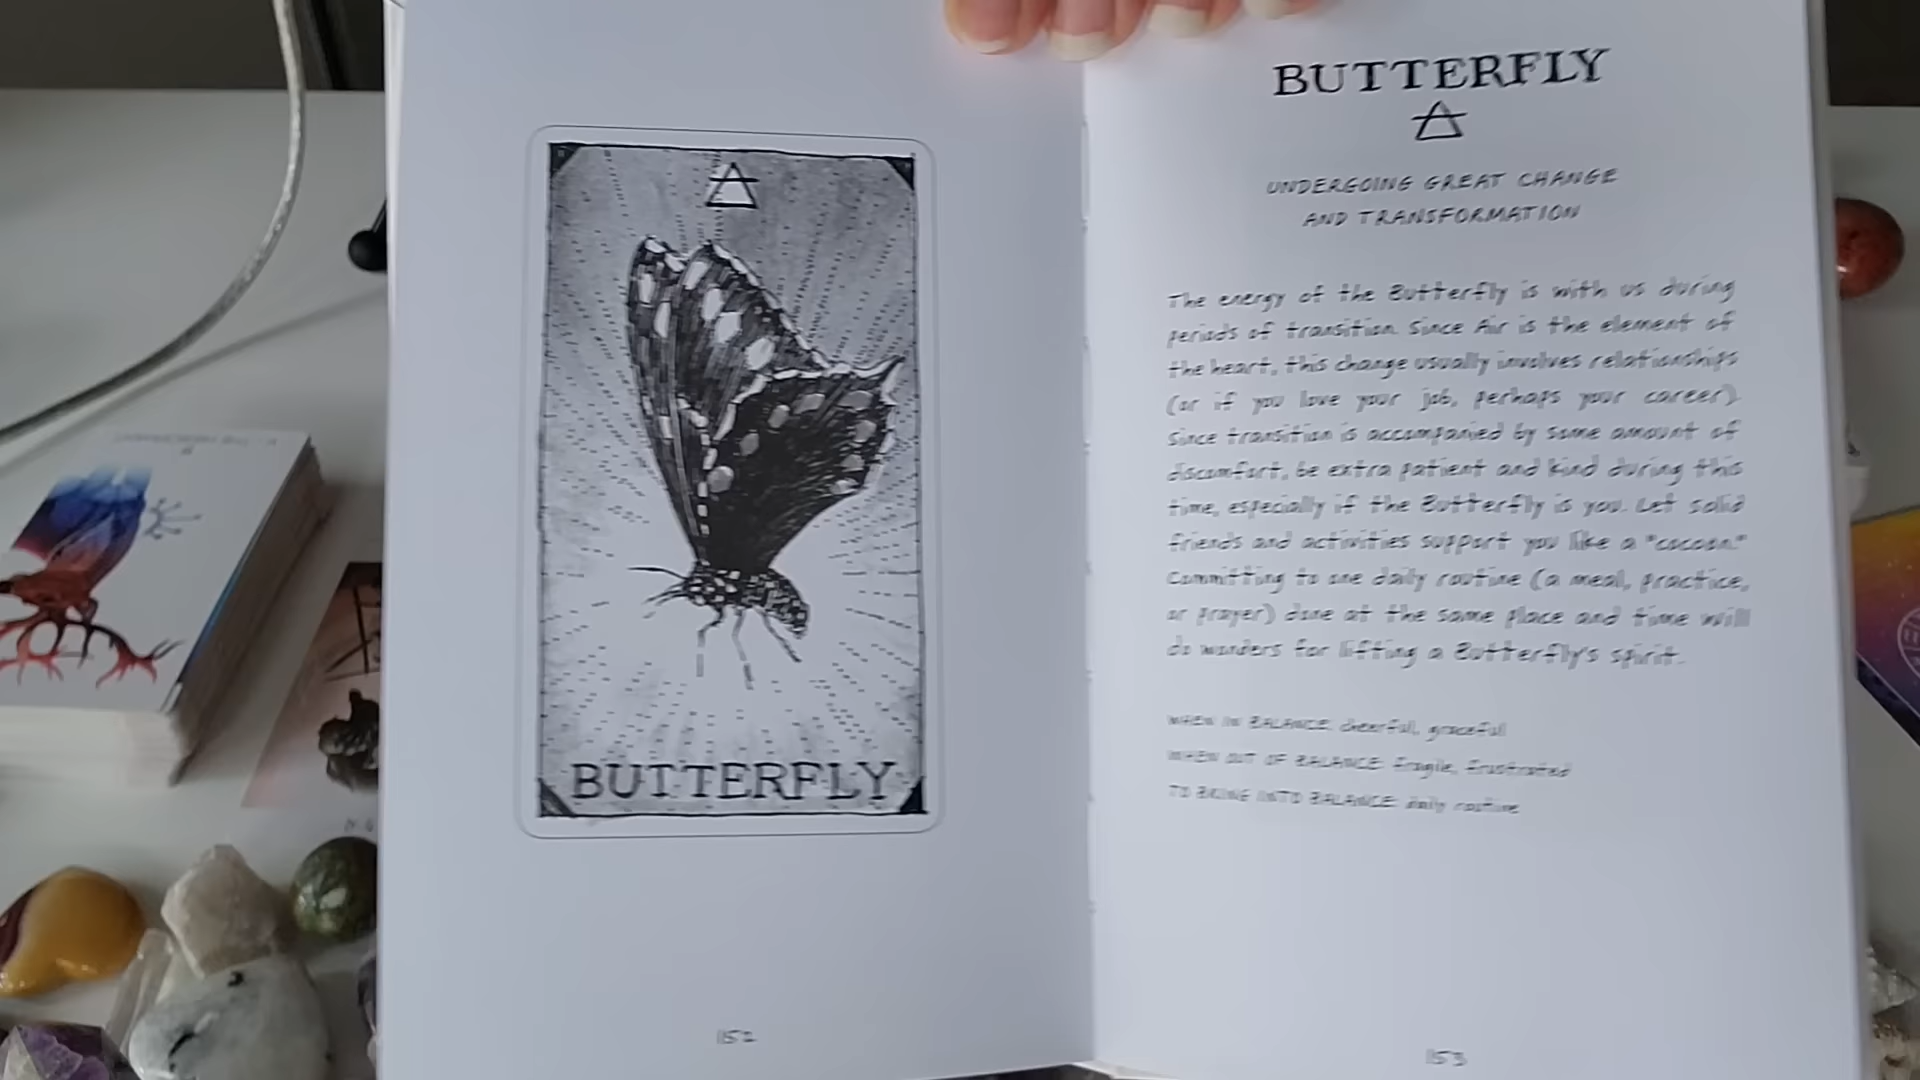 BUTTERFLY
152
BUTTERFLY
UNDERGOING GREAT CHANGE
AND TRANSFORMATION
The energy of the Butterfly is with us during
periods of transition. Since Air is the element of
the heart, this change usually involves relationships
(or if you love your job, perhaps your career).
Since transition is accompanied by some amount of
discomfort, be extra patient and kind during this
time, especially if the Butterfly is you. Let solid
friends and activities support you like a "cocoon."
Committing to one daily routine (a meal, practice,
or prayer) done at the same place and time will
do wonders for lifting a Butterfly's spirit.
WHEN IN BALANCE: cheerful, graceful
WHEN OUT OF BALANCE: fragile, frustrated
TO BRING INTO BALANCE: daily routine
153